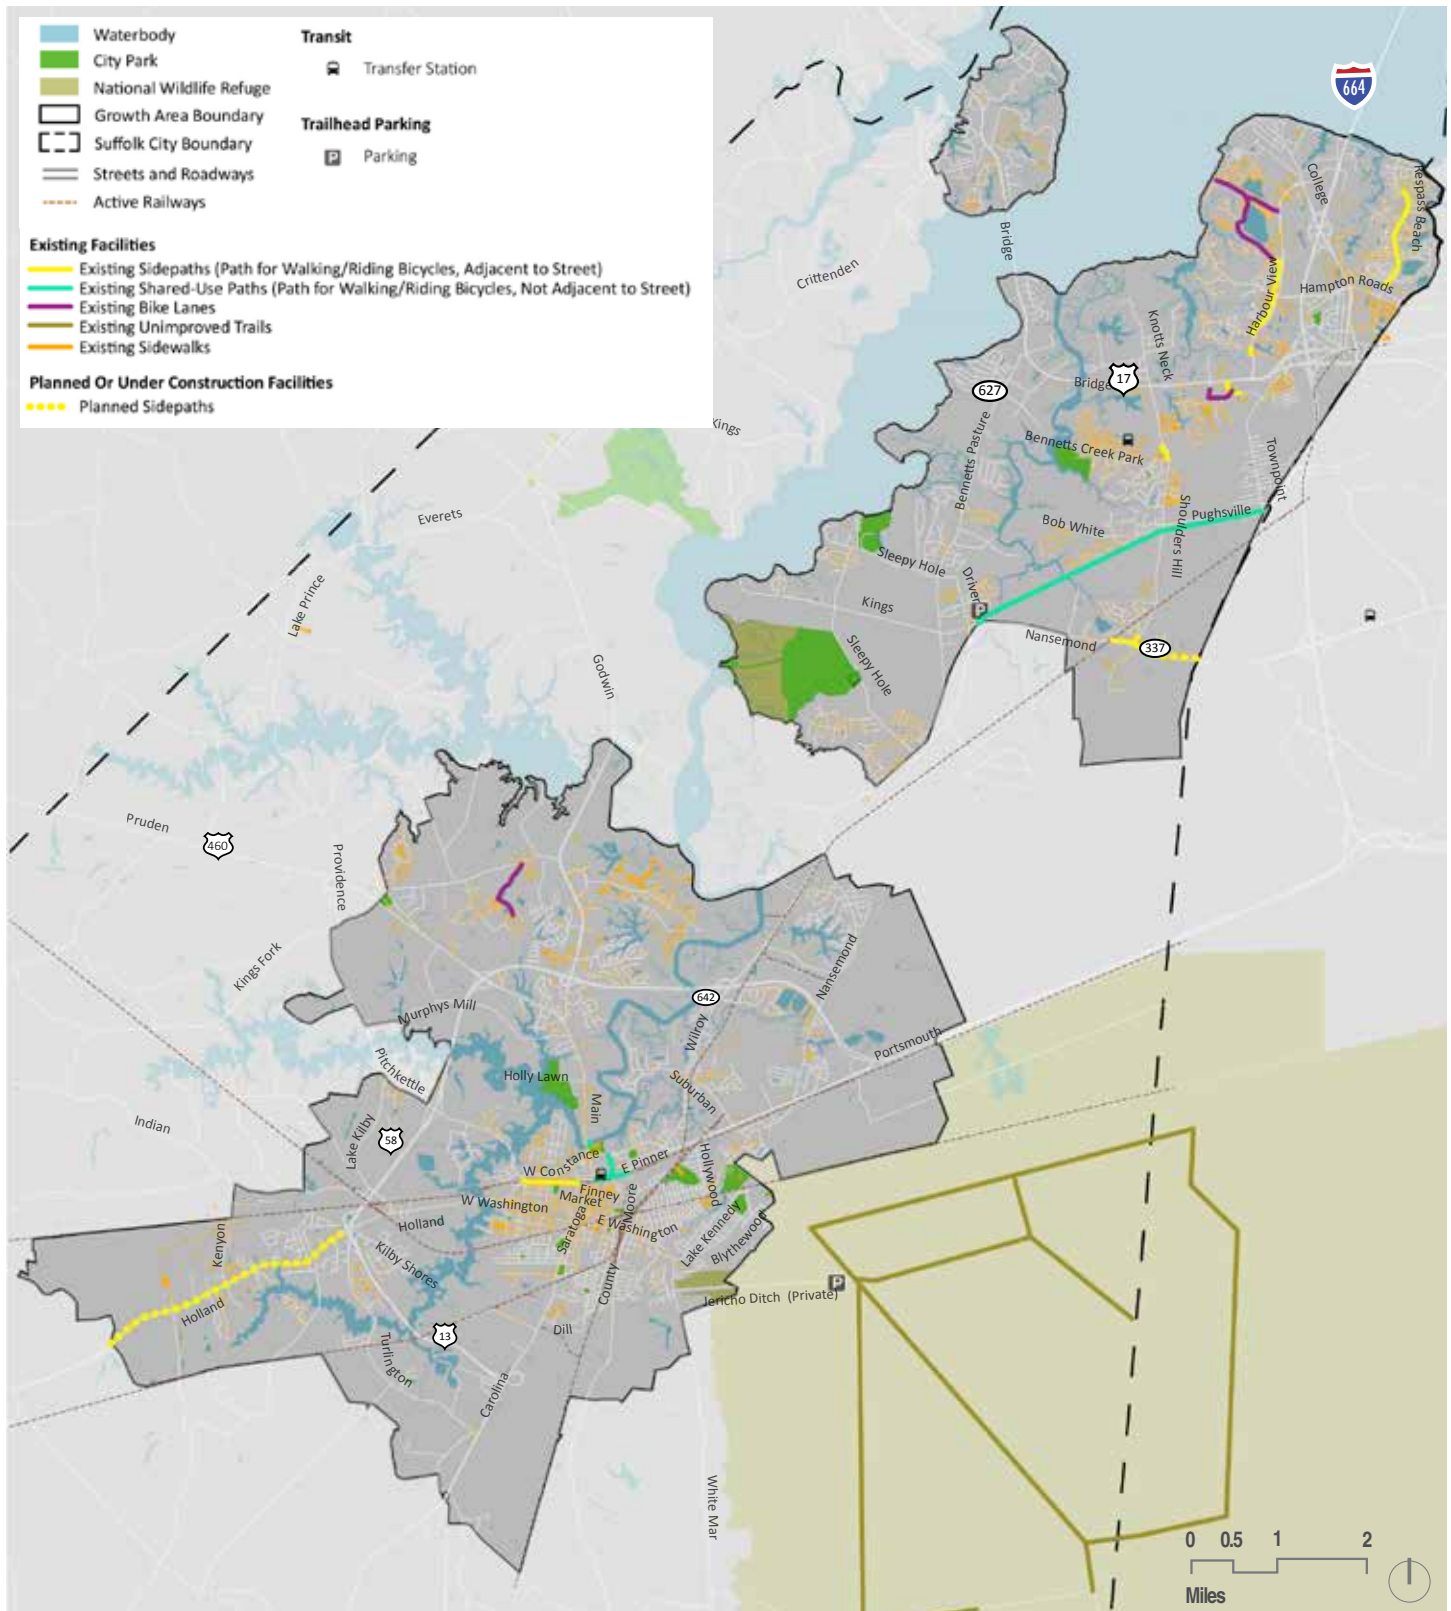 Waterbody
City Park
National Wildlife Refuge
Growth Area Boundary
Suffolk City Boundary
Streets and Roadways
Active Railways
Transit
Transfer Station
Trailhead Parking
P Parking
Existing Facilities
Existing Sidepaths (Path for Walking/Riding Bicycles, Adjacent to Street)
Existing Shared-Use Paths (Path for Walking/Riding Bicycles, Not Adjacent to Street)
Existing Bike Lanes
Existing Unimproved Trails
Existing Sidewalks
Planned Or Under Construction Facilities
Planned Sidepaths
664
College
Respass Beach
Bridge
Crittenden
Harbour View
Hampton Roads
Knotts Neck
Bridge
17
627
Kings
Bennetts Pasture
Bennetts Creek Park
Townpoint
Everets
Shoulders Hill
Pughsville
Bob White
Sleepy Hole
Driver
P
Lake Prince
Kings
Nansemond
337
Sleepy Hole
Godwin
Pruden
460
Providence
Kings Fork
Nansemond
642
Murphys Mill
Wilroy
Portsmouth
Pitchkettle
Holly Lawn
Suburban
Main
Indian
Lake Kilby
58
W Constance
E Pinner
Hollywood
Finney
Market
Moore
W Washington
Holland
Saratoga
E Washington
Lake Kennedy
Blythewood
Kenyon
Kilby Shores
County
P
Jericho Ditch (Private)
Holland
13
Dill
Turlington
Carolina
White Mar
0 0.5 1 2
Miles